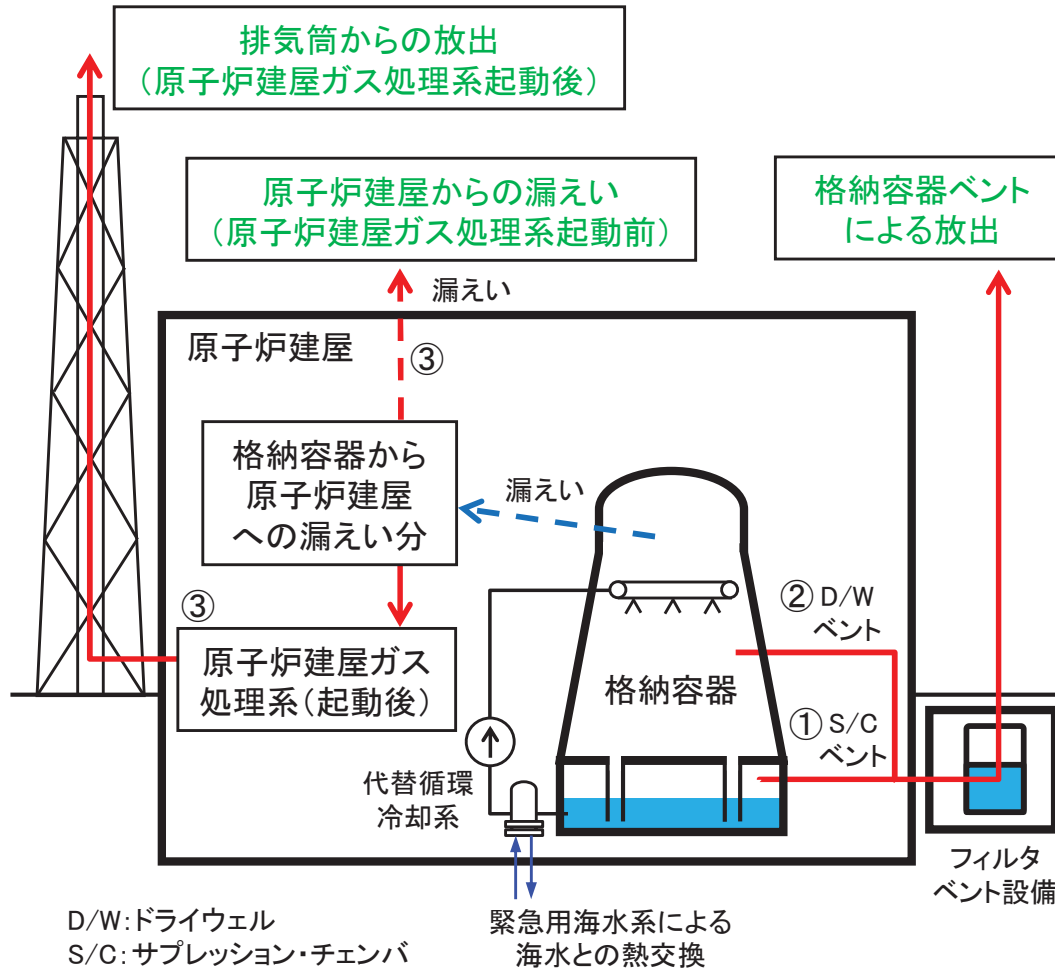 排気筒からの放出
（原子炉建屋ガス処理系起動後）
原子炉建屋からの漏えい
（原子炉建屋ガス処理系起動前）
格納容器ベント
による放出
漏えい
原子炉建屋
③
格納容器から
原子炉建屋
への漏えい分
漏えい
③
② D/W
ベント
原子炉建屋ガス
処理系（起動後）
格納容器
① S/C
ベント
代替循環
冷却系
フィルタ
ベント設備
D/W：ドライウェル
S/C：サプレッション・チェンバ
緊急用海水系による
海水との熱交換